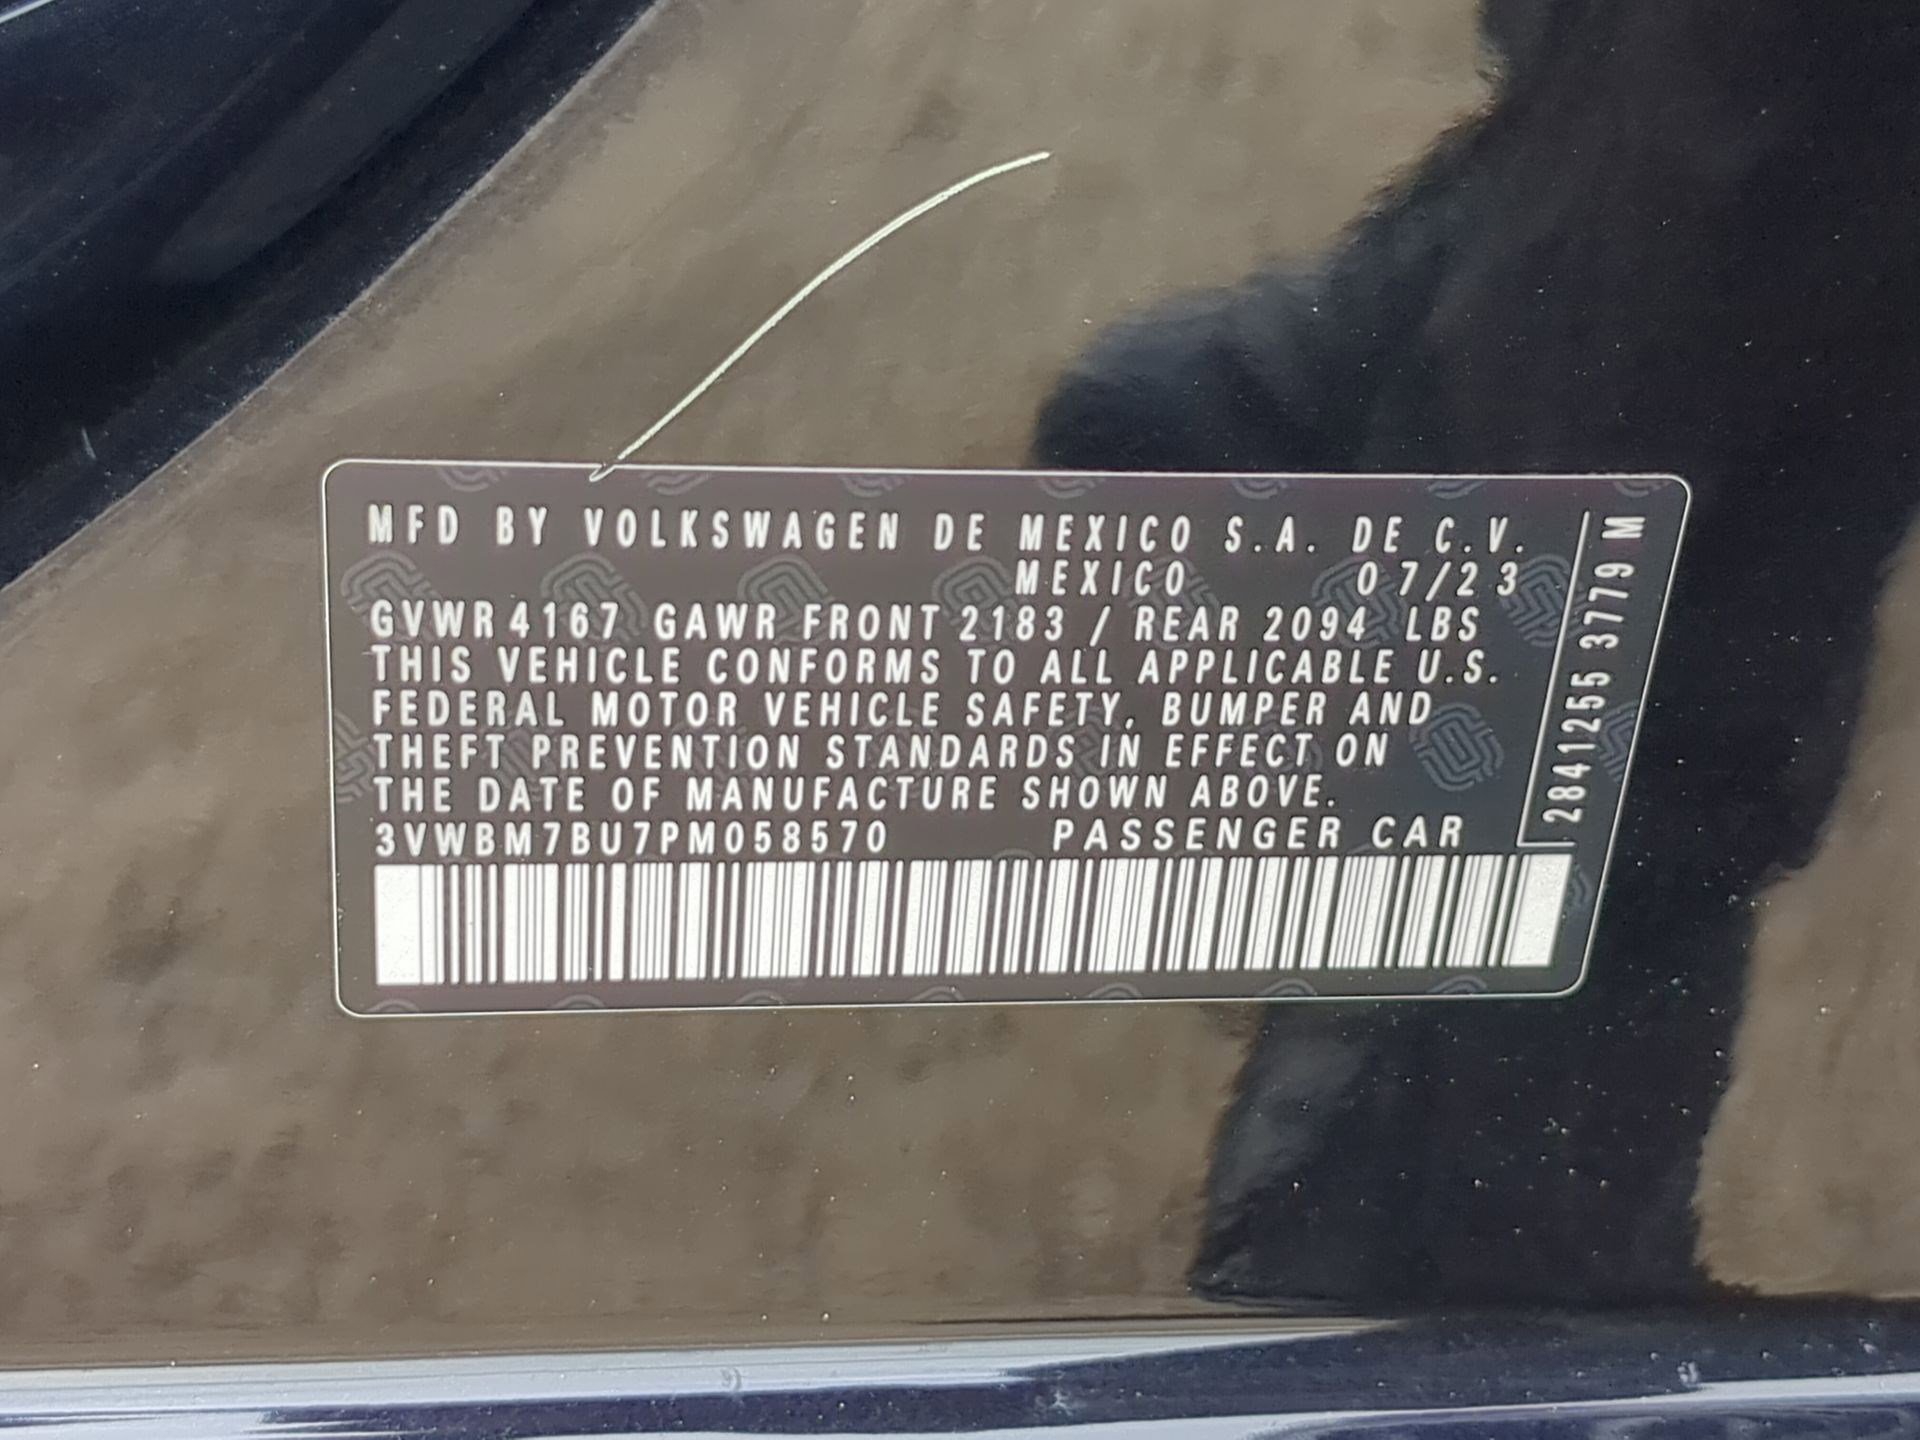 MFD BY VOLKSWAGEN DE MEXICO S.A. DE C.V.
MEXICO 07/23
GVWR 4167 GAWR FRONT 2183 / REAR 2094 LBS
THIS VEHICLE CONFORMS TO ALL APPLICABLE U.S.
FEDERAL MOTOR VEHICLE SAFETY, BUMPER AND
THEFT PREVENTION STANDARDS IN EFFECT ON
THE DATE OF MANUFACTURE SHOWN ABOVE.
3VWBM7BU7PM058570 PASSENGER CAR
2841255 3779 M